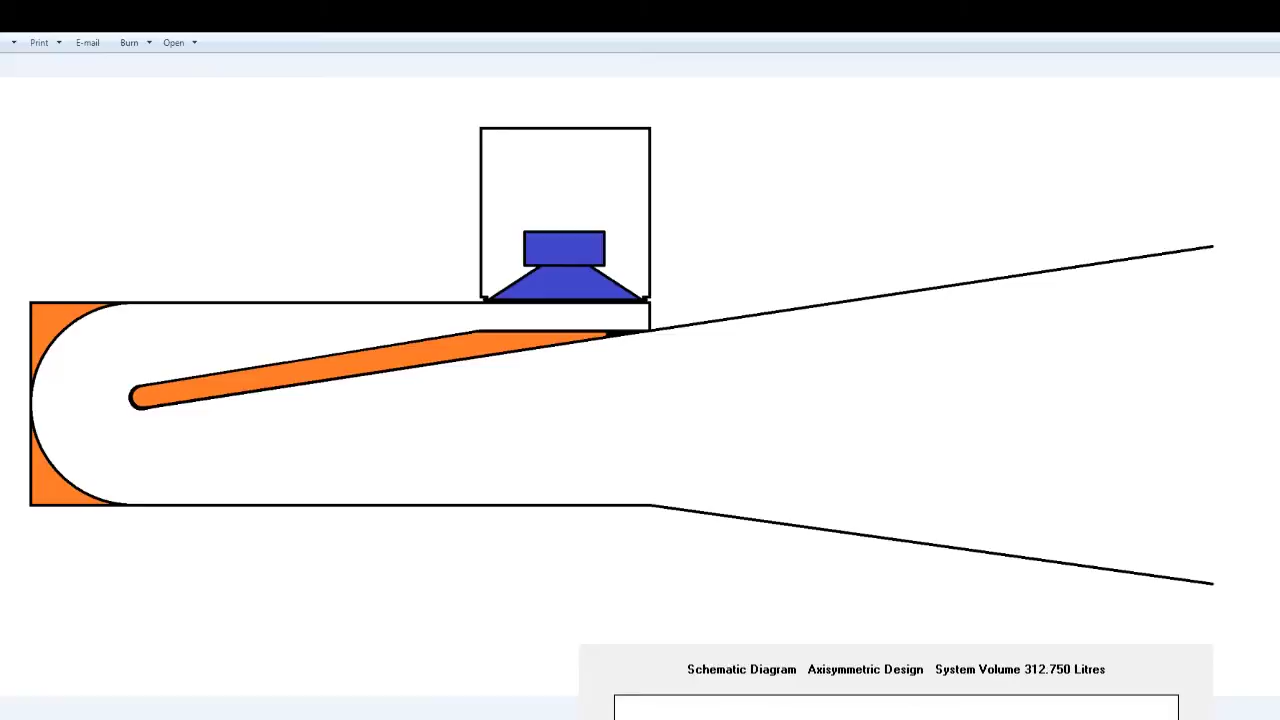 Print E-mail Burn Open
Schematic Diagram Axisymmetric Design System Volume 312.750 Litres